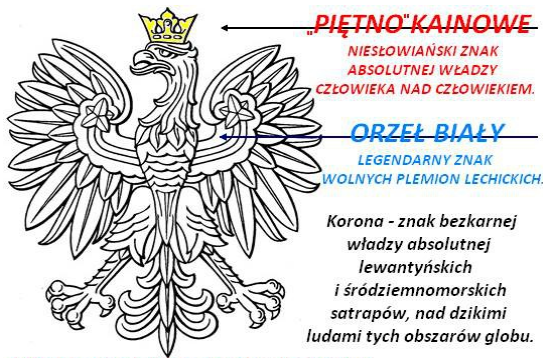 „PIĘTNO"KAINOWE
NIESŁOWIAŃSKI ZNAK
ABSOLUTNEJ WŁADZY
CZŁOWIEKA NAD CZŁOWIEKIEM.
ORZEŁ BIAŁY
LEGENDARNY ZNAK
WOLNYCH PLEMION LECHICKICH.
Korona - znak bezkarnej
władzy absolutnej
lewantyńskich
i śródziemnomorskich
satrapów, nad dzikimi
ludami tych obszarów globu.